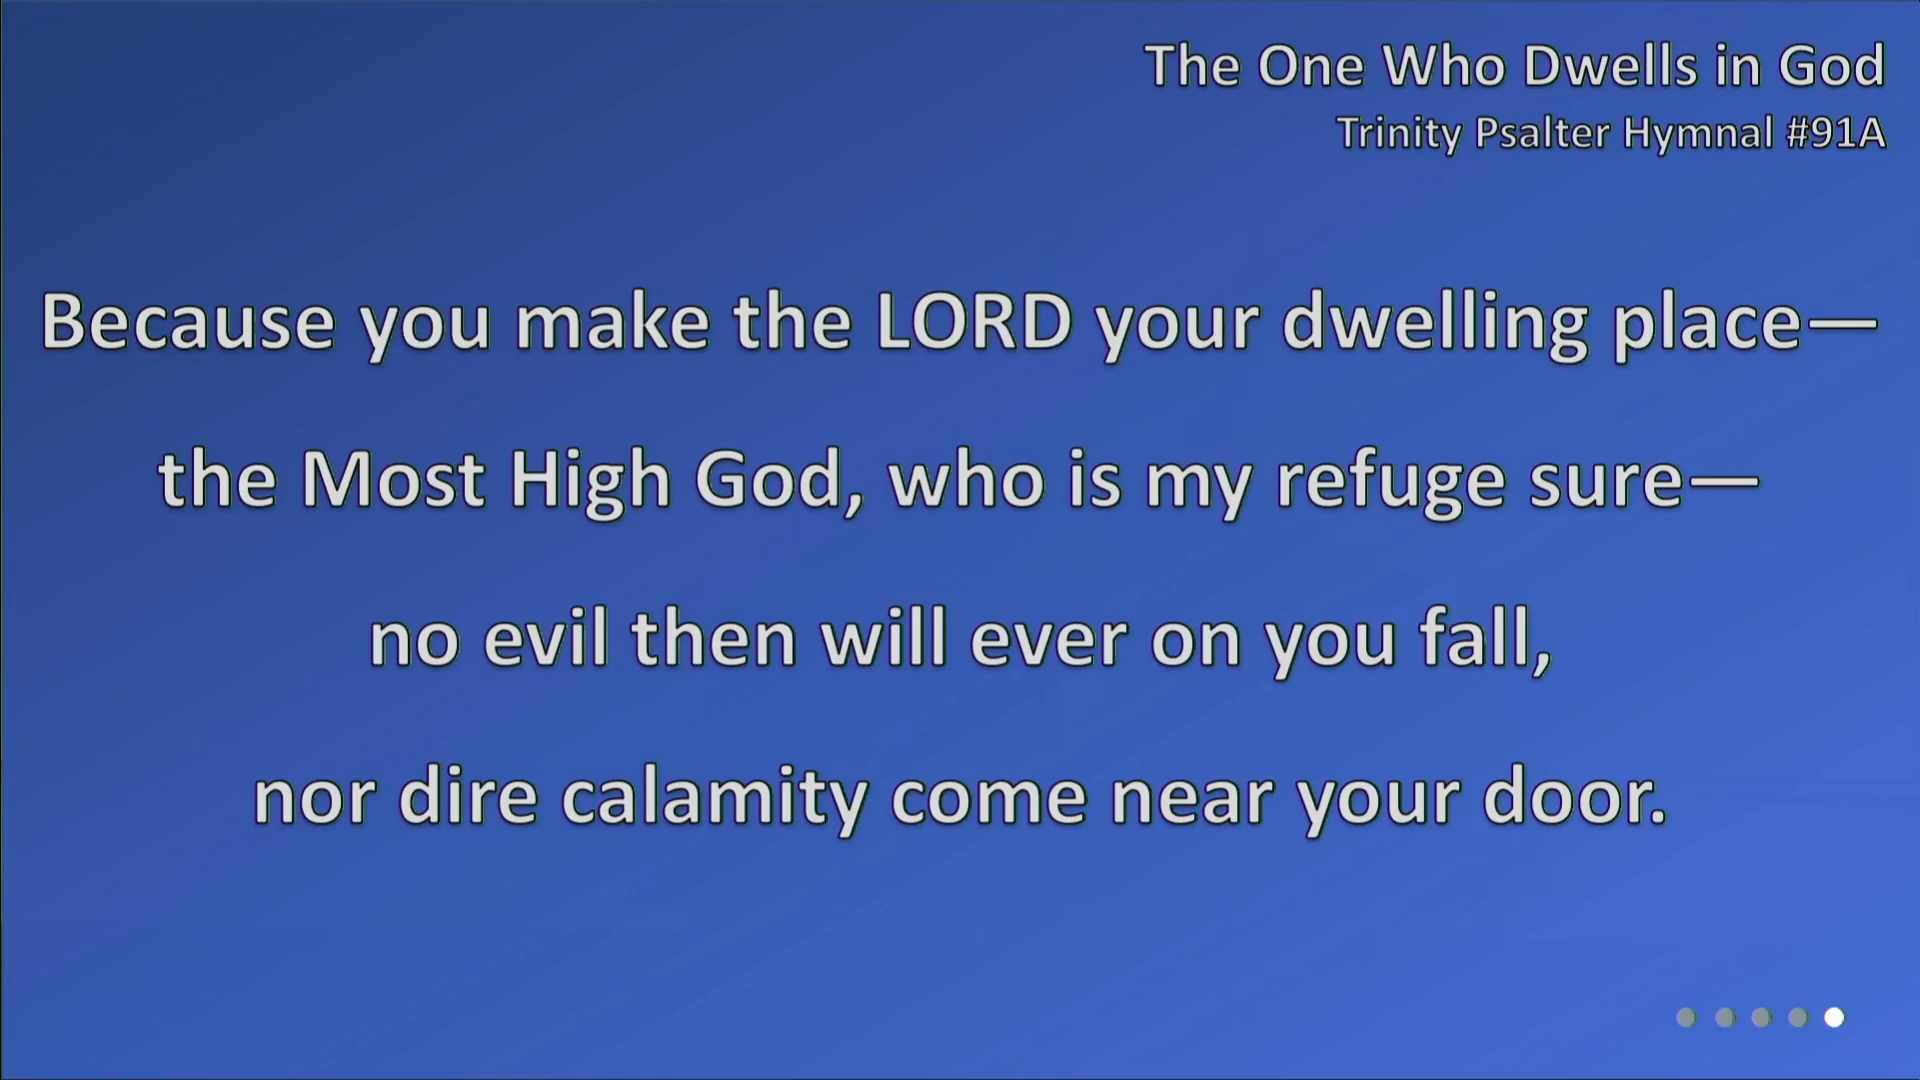 The One Who Dwells in God
Trinity Psalter Hymnal #91A
Because you make the LORD your dwelling place—
the Most High God, who is my refuge sure—
no evil then will ever on you fall,
nor dire calamity come near your door.